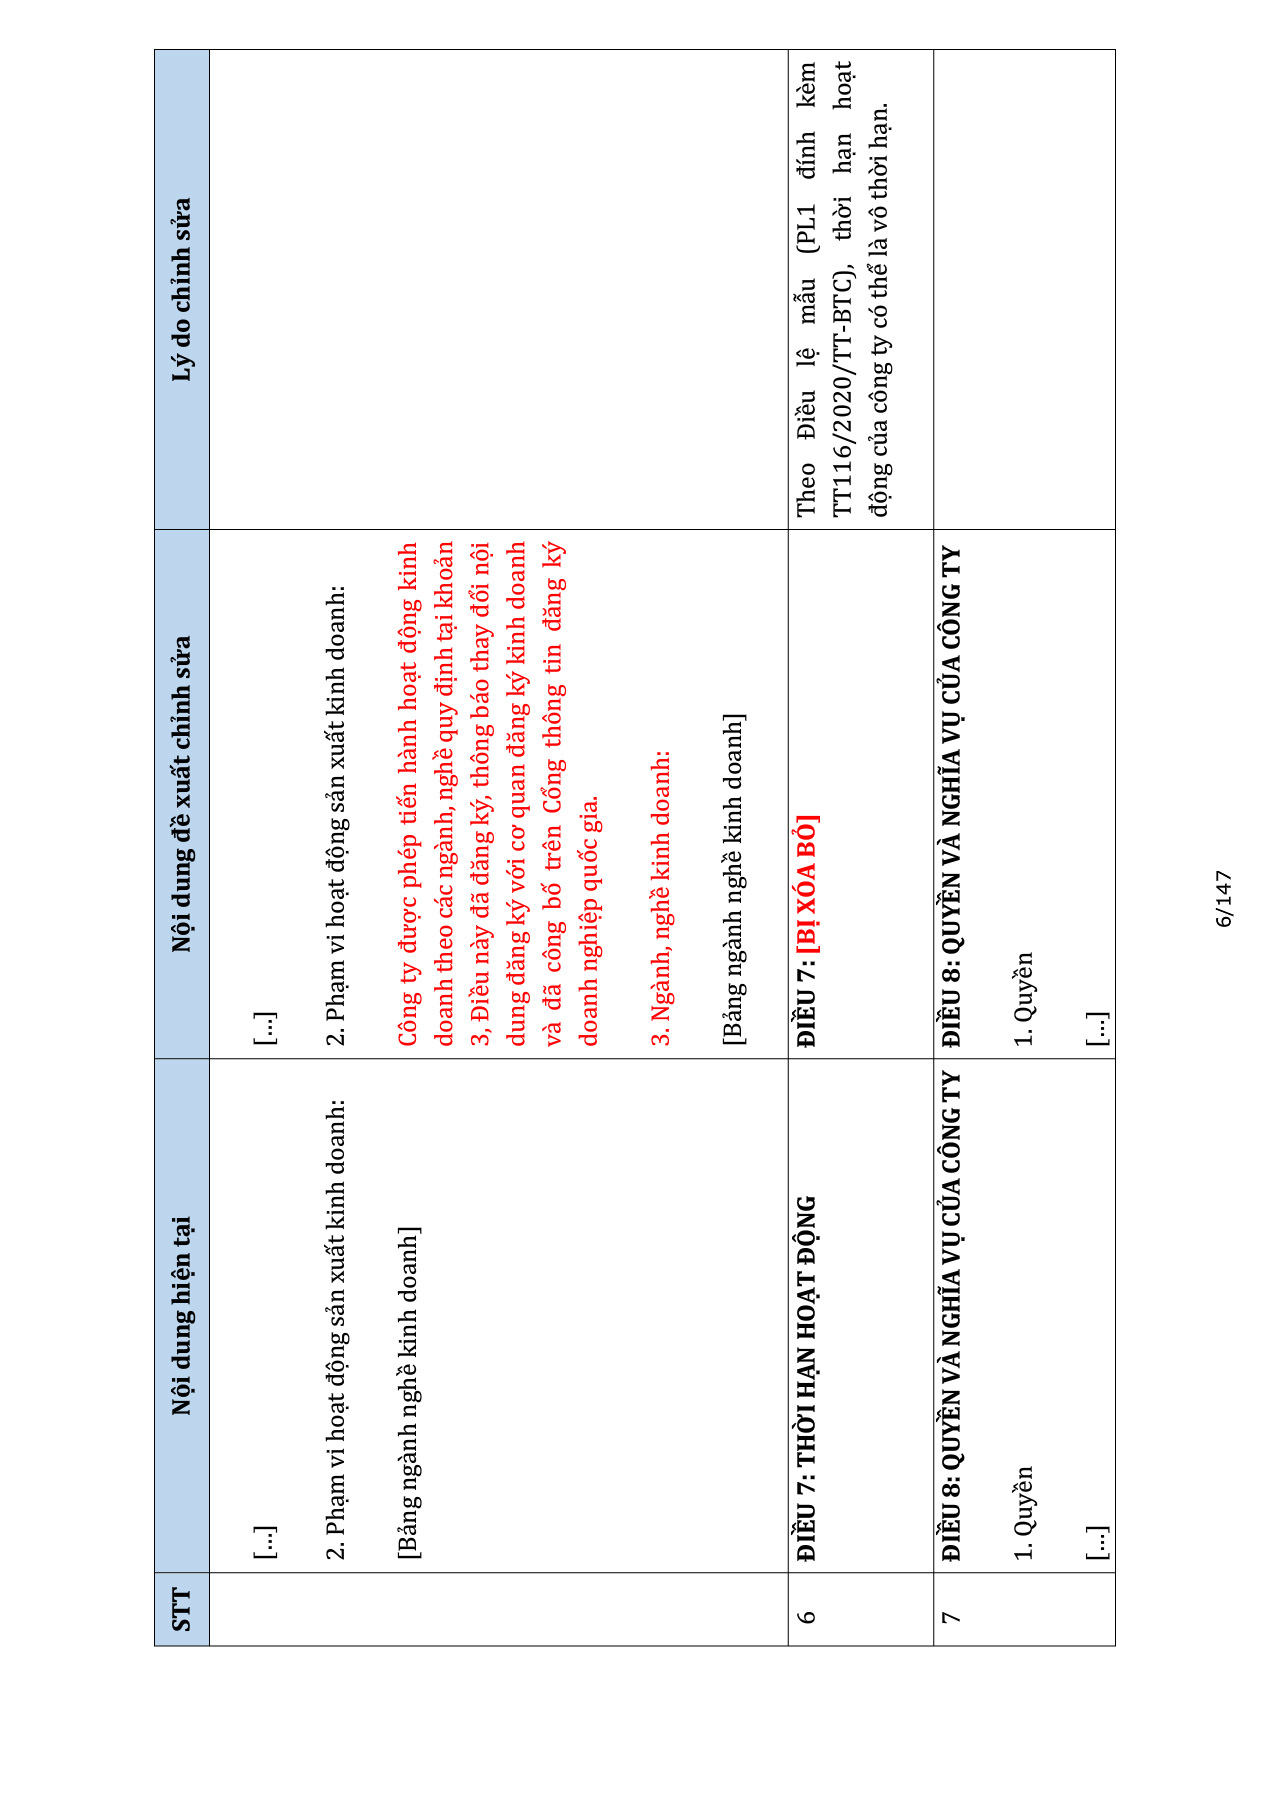 STT
Nội dung hiện tại
Nội dung đề xuất chỉnh sửa
Lý do chỉnh sửa
[...]
2. Phạm vi hoạt động sản xuất kinh doanh:
[Bảng ngành nghề kinh doanh]
[...]
2. Phạm vi hoạt động sản xuất kinh doanh:
Công ty được phép tiến hành hoạt động kinh
doanh theo các ngành, nghề quy định tại khoản
3, Điều này đã đăng ký, thông báo thay đổi nội
dung đăng ký với cơ quan đăng ký kinh doanh
và đã công bố trên Cổng thông tin đăng ký
doanh nghiệp quốc gia.
3. Ngành, nghề kinh doanh:
[Bảng ngành nghề kinh doanh]
6
ĐIỀU 7: THỜI HẠN HOẠT ĐỘNG
ĐIỀU 7: [BỊ XÓA BỎ]
Theo Điều lệ mẫu (PL1 đính kèm
TT116/2020/TT-BTC), thời hạn hoạt
động của công ty có thể là vô thời hạn.
7
ĐIỀU 8: QUYỀN VÀ NGHĨA VỤ CỦA CÔNG TY
1. Quyền
[...]
ĐIỀU 8: QUYỀN VÀ NGHĨA VỤ CỦA CÔNG TY
1. Quyền
[...]
6/147